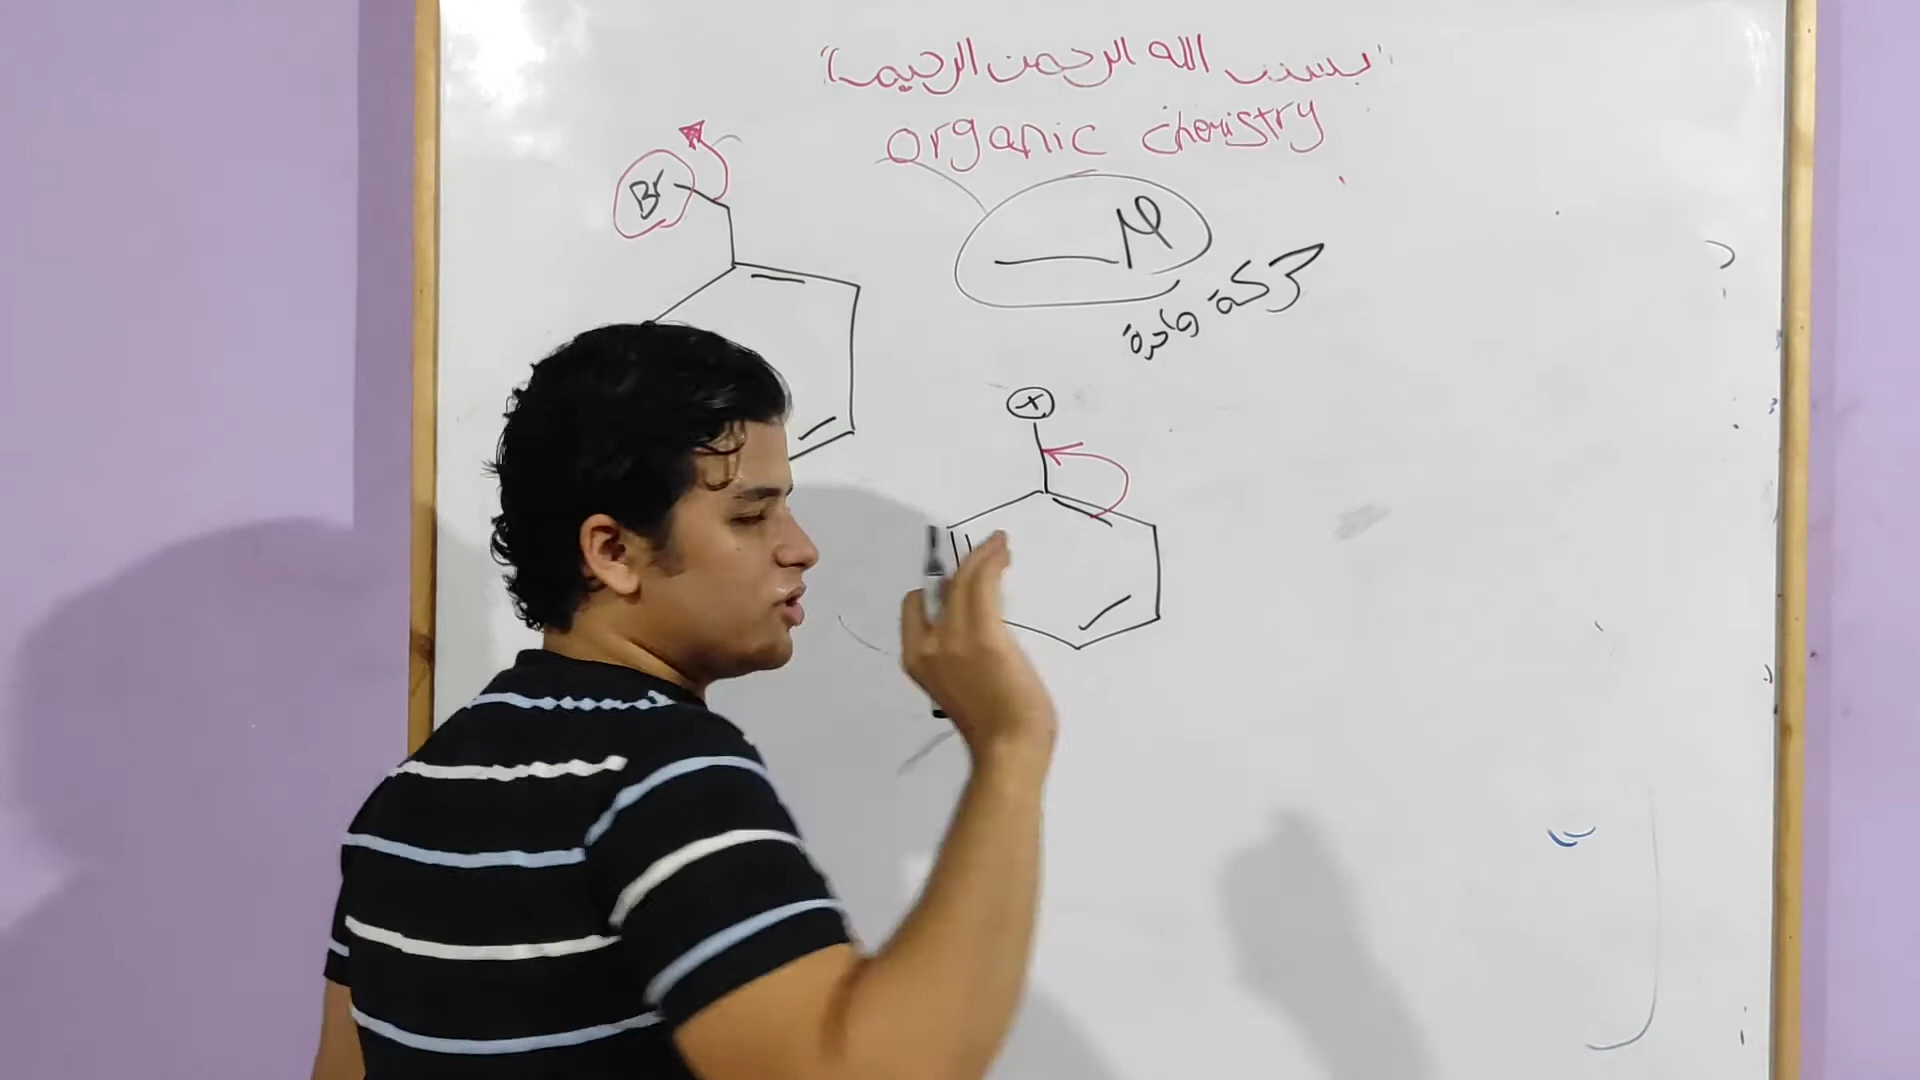 "بسم الله الرحمن الرحيم"
organic chemistry
Br
M
حركة واحدة
+